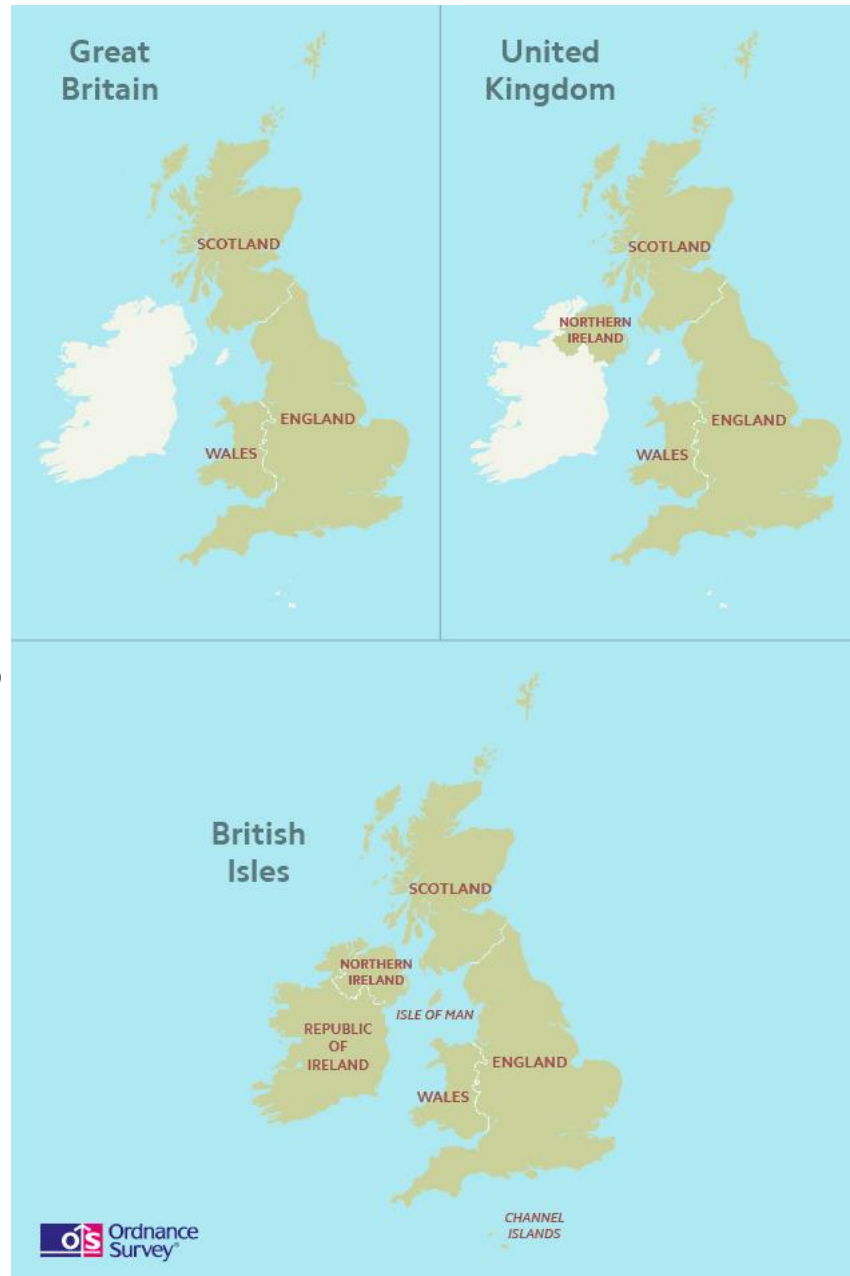 Great
Britain
SCOTLAND
ENGLAND
WALES
United
Kingdom
SCOTLAND
NORTHERN
IRELAND
ENGLAND
WALES
British
Isles
SCOTLAND
NORTHERN
IRELAND
ISLE OF MAN
REPUBLIC
OF
IRELAND
ENGLAND
WALES
CHANNEL
ISLANDS
OS Ordnance
Survey®